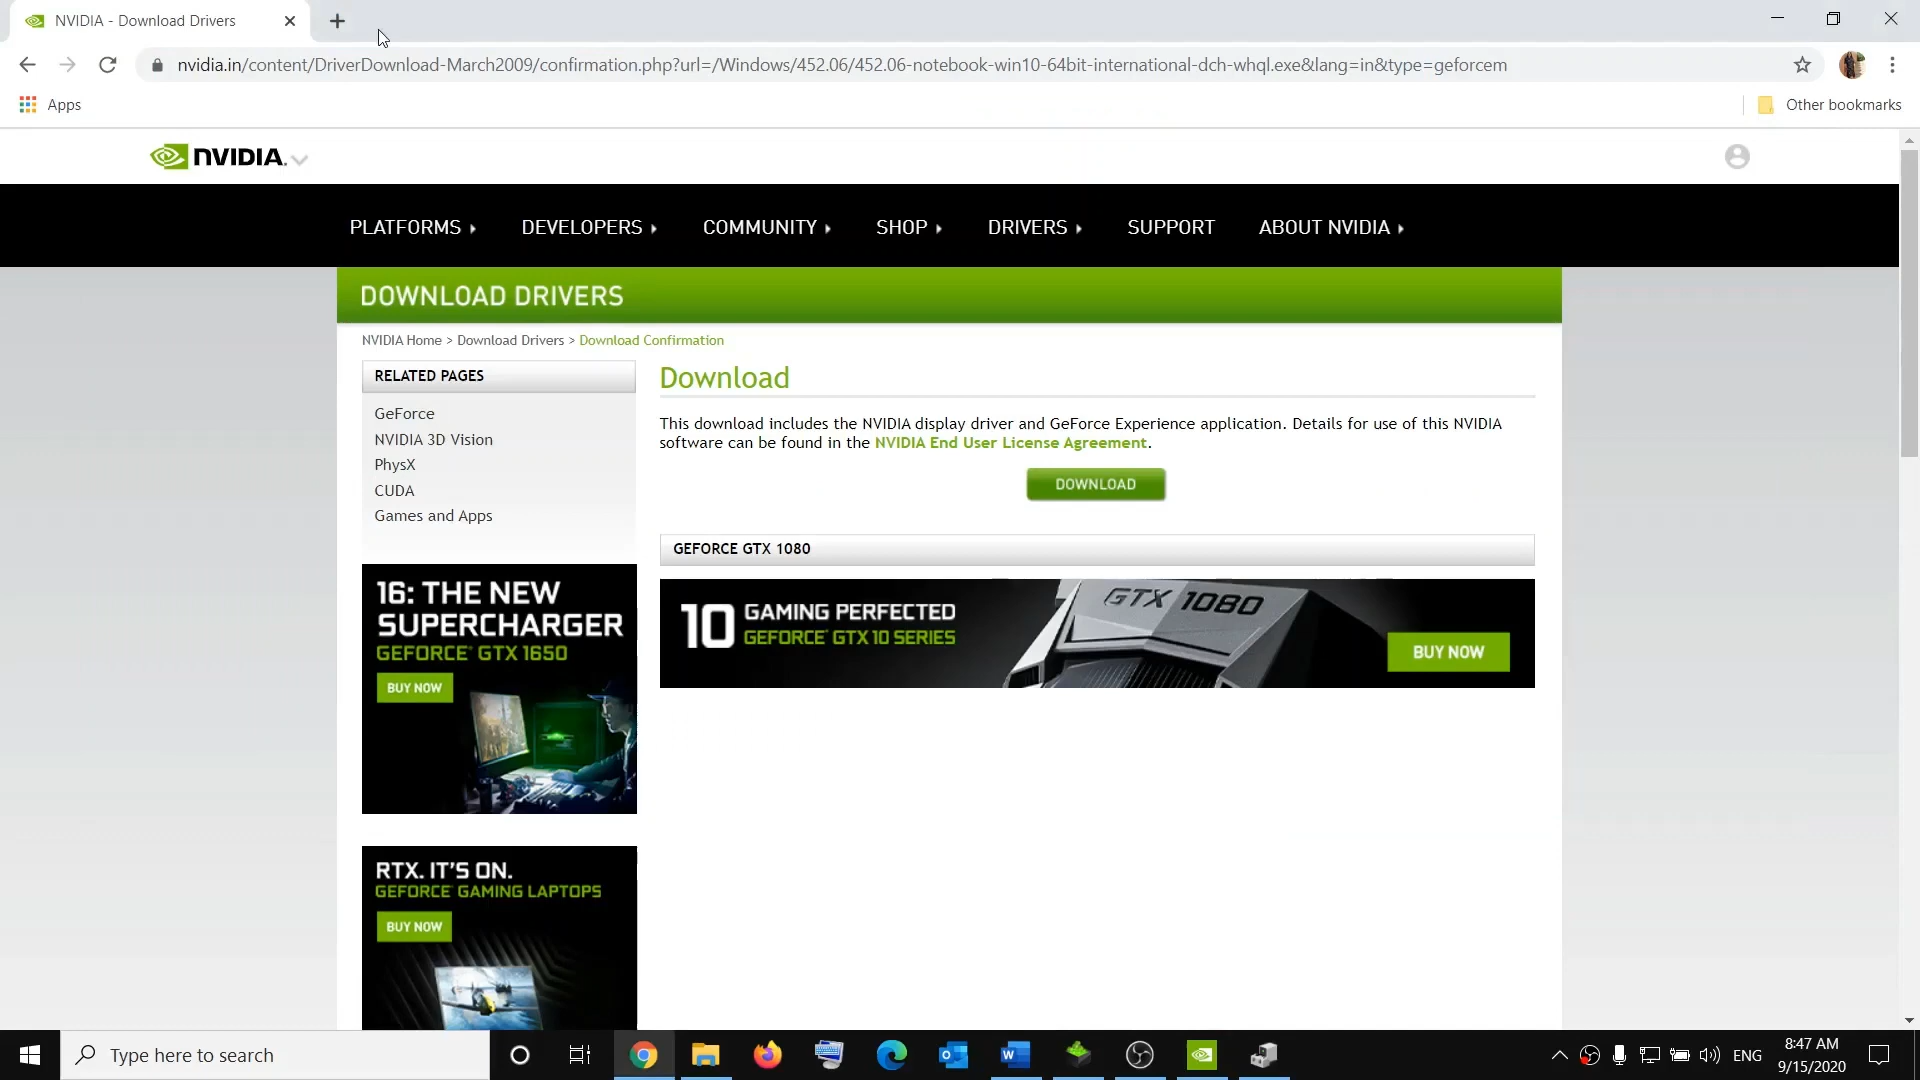 NVIDIA - Download Drivers
nvidia.in/content/DriverDownload-March2009/confirmation.php?url=/Windows/452.06/452.06-notebook-win10-64bit-international-dch-whql.exe&lang=in&type=geforcem
Apps
Other bookmarks
NVIDIA.
PLATFORMS
DEVELOPERS
COMMUNITY
SHOP
DRIVERS
SUPPORT
ABOUT NVIDIA
DOWNLOAD DRIVERS
NVIDIA Home > Download Drivers > Download Confirmation
RELATED PAGES
GeForce
NVIDIA 3D Vision
PhysX
CUDA
Games and Apps
16: THE NEW
SUPERCHARGER
GEFORCE® GTX 1650
BUY NOW
RTX. IT'S ON.
GEFORCE® GAMING LAPTOPS
BUY NOW
Download
This download includes the NVIDIA display driver and GeForce Experience application. Details for use of this NVIDIA
software can be found in the NVIDIA End User License Agreement.
DOWNLOAD
GEFORCE GTX 1080
10 GAMING PERFECTED
GEFORCE® GTX 10 SERIES
GTX 1080
BUY NOW
Type here to search
ENG
8:47 AM
9/15/2020